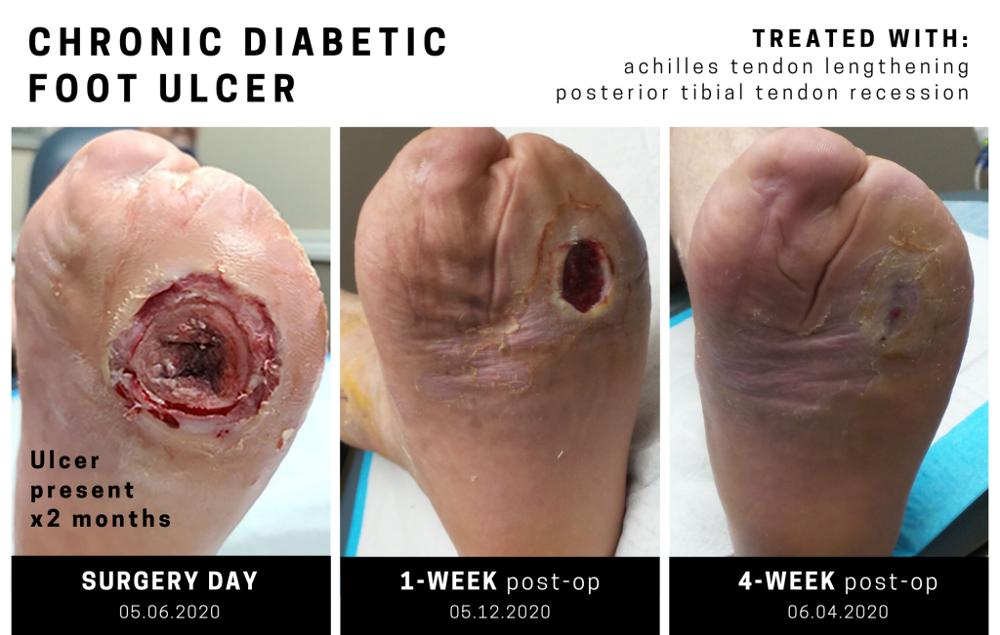 CHRONIC DIABETIC
FOOT ULCER
TREATED WITH:
achilles tendon lengthening
posterior tibial tendon recession
Ulcer
present
x2 months
SURGERY DAY
05.06.2020
1-WEEK post-op
05.12.2020
4-WEEK post-op
06.04.2020